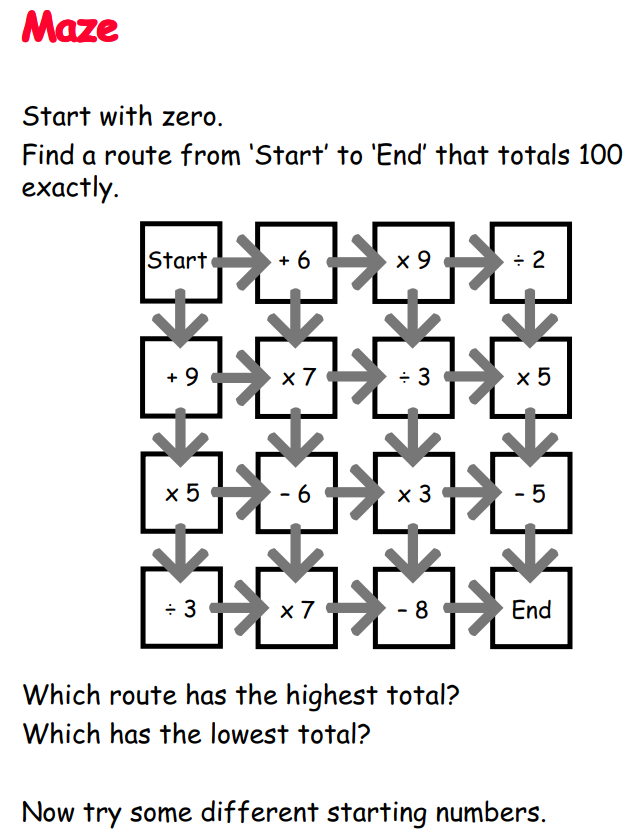 Maze
Start with zero.
Find a route from ‘Start’ to ‘End’ that totals 100
exactly.
Start + 6 x 9 ÷ 2
+ 9 x 7 ÷ 3 x 5
x 5 - 6 x 3 - 5
÷ 3 x 7 - 8 End
Which route has the highest total?
Which has the lowest total?
Now try some different starting numbers.